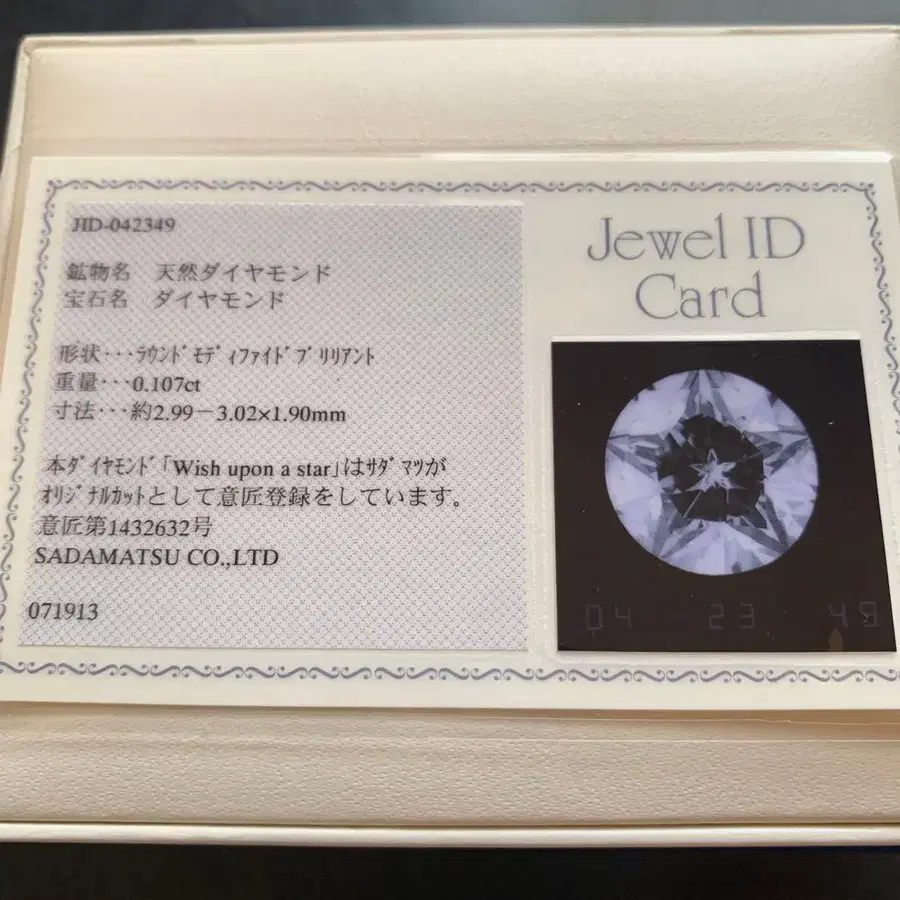 JID-042349
鉱物名　天然ダイヤモンド
宝石名　ダイヤモンド
形状･･･ﾗｳﾝﾄﾞﾓﾃﾞｨﾌｧｲﾄﾞﾌﾞﾘﾘｱﾝﾄ
重量･･･0.107ct
寸法･･･約2.99－3.02×1.90mm
本ﾀﾞｲﾔﾓﾝﾄﾞ「Wish upon a star」はｻﾀﾞﾏﾂが
ｵﾘｼﾞﾅﾙｶｯﾄとして意匠登録をしています。
意匠第1432632号
SADAMATSU CO.,LTD
071913
Jewel ID
Card
04 23 49